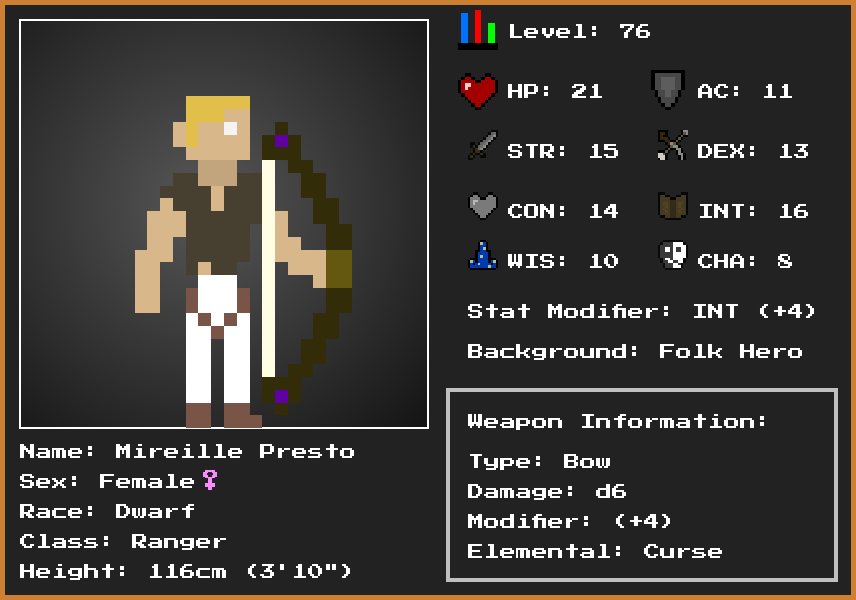 Level: 76
HP: 21
AC: 11
STR: 15
DEX: 13
CON: 14
INT: 16
WIS: 10
CHA: 8
Stat Modifier: INT (+4)
Background: Folk Hero
Weapon Information:
Type: Bow
Damage: d6
Modifier: (+4)
Elemental: Curse
Name: Mireille Presto
Sex: Female♀
Race: Dwarf
Class: Ranger
Height: 116cm (3'10")